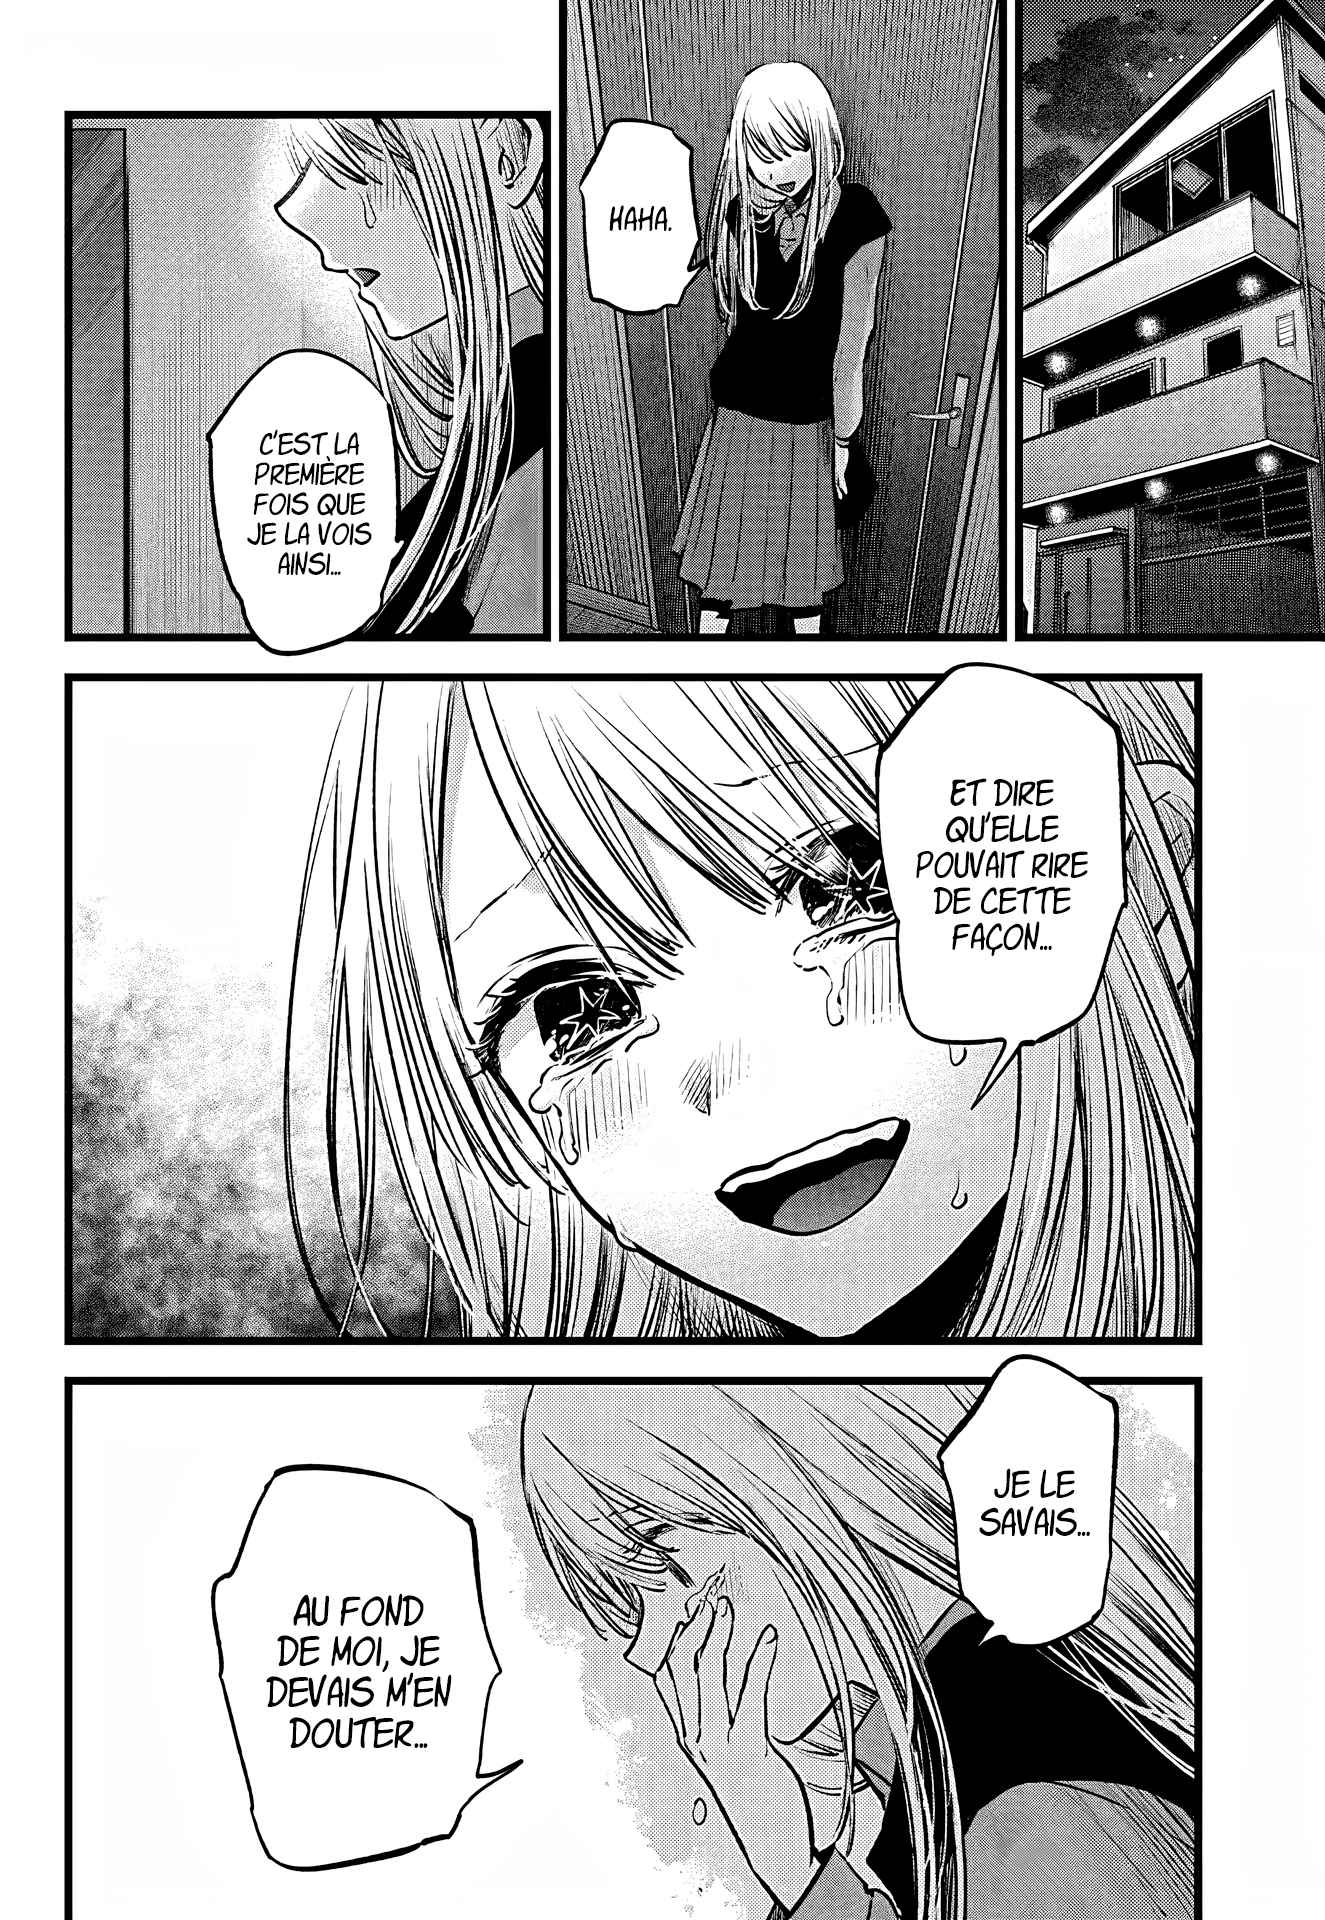 HAHA.
C'EST LA
PREMIÈRE
FOIS QUE
JE LA VOIS
AINSI...
ET DIRE
QU'ELLE
POUVAIT RIRE
DE CETTE
FAÇON...
JE LE
SAVAIS...
AU FOND
DE MOI, JE
DEVAIS M'EN
DOUTER...